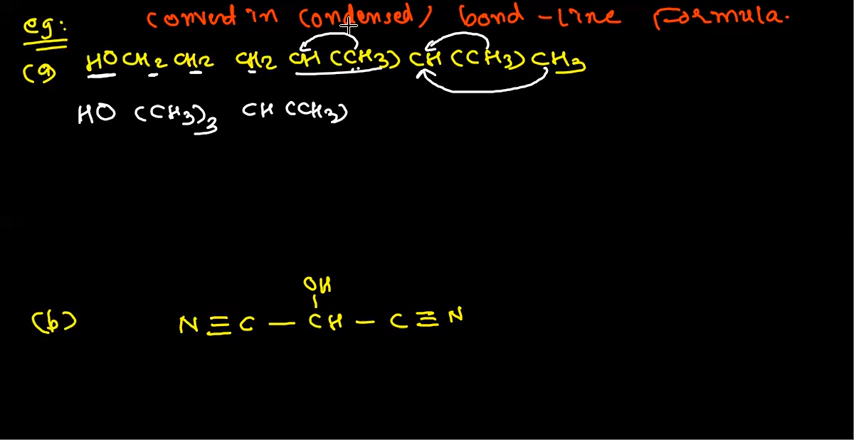 eg: Convert in condensed, bond-line formula.
(a) HOCH2 CH2 CH2 CH (CH3) CH (CH3) CH3
HO (CH3)3 CH (CH3)
OH
(b) N≡C — CH — C≡N